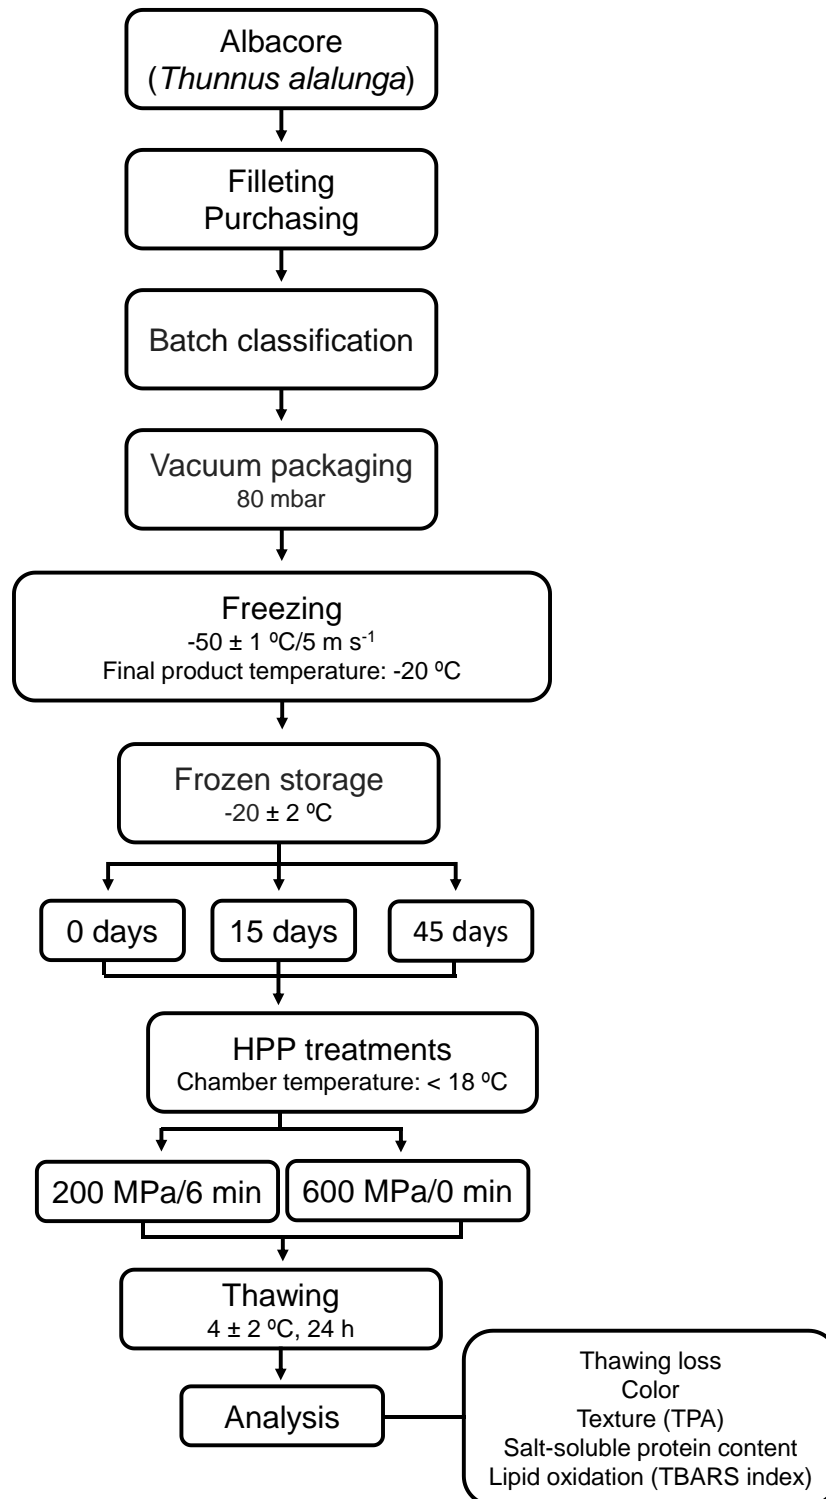 Albacore
(Thunnus alalunga)
Filleting
Purchasing
Batch classification
Vacuum packaging
80 mbar
Freezing
-50 ± 1 ºC/5 m s-1
Final product temperature: -20 ºC
Frozen storage
-20 ± 2 ºC
0 days
15 days
45 days
HPP treatments
Chamber temperature: < 18 ºC
200 MPa/6 min
600 MPa/0 min
Thawing
4 ± 2 ºC, 24 h
Analysis
Thawing loss
Color
Texture (TPA)
Salt-soluble protein content
Lipid oxidation (TBARS index)